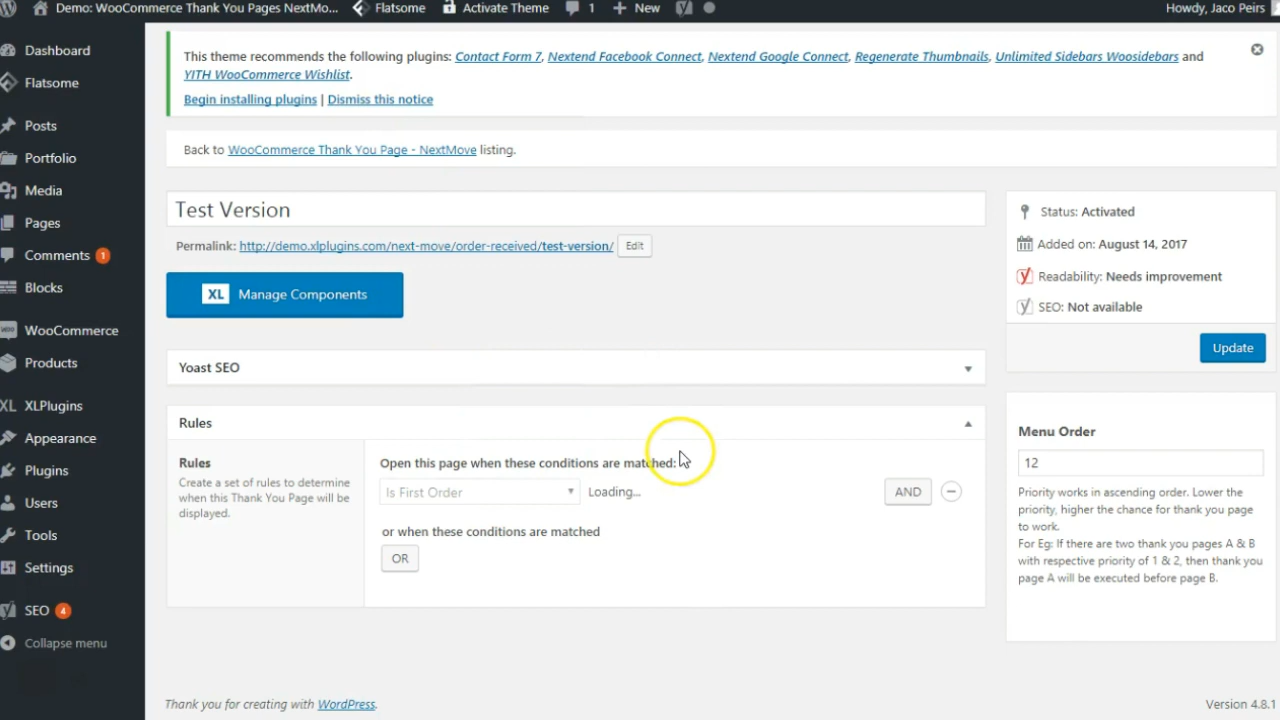 Demo: WooCommerce Thank You Pages NextMo...
Flatsome
Activate Theme
1
New
Howdy, Jaco Peirs
Dashboard
Flatsome
Posts
Portfolio
Media
Pages
Comments 1
Blocks
WooCommerce
Products
XL XLPlugins
Appearance
Plugins
Users
Tools
Settings
SEO 4
Collapse menu
This theme recommends the following plugins: Contact Form 7, Nextend Facebook Connect, Nextend Google Connect, Regenerate Thumbnails, Unlimited Sidebars Woosidebars and
YITH WooCommerce Wishlist.
Begin installing plugins | Dismiss this notice
Back to WooCommerce Thank You Page - NextMove listing.
Test Version
Permalink: http://demo.xlplugins.com/next-move/order-received/test-version/ Edit
XL Manage Components
Yoast SEO
Rules
Rules
Create a set of rules to determine
when this Thank You Page will be
displayed.
Open this page when these conditions are matched:
Is First Order
Loading...
AND
or when these conditions are matched
OR
Status: Activated
Added on: August 14, 2017
Readability: Needs improvement
SEO: Not available
Update
Menu Order
12
Priority works in ascending order. Lower the
priority, higher the chance for thank you page
to work.
For Eg: If there are two thank you pages A & B
with respective priority of 1 & 2, then thank you
page A will be executed before page B.
Thank you for creating with WordPress.
Version 4.8.1